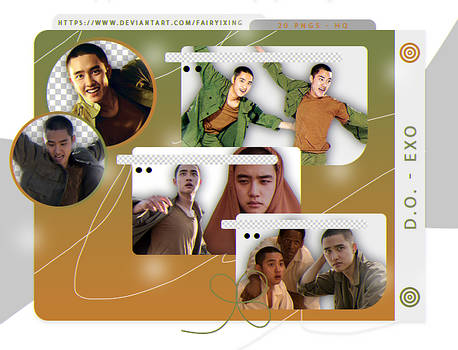 HTTPS://WWW.DEVIANTART.COM/FAIRYIXING
20 PNGS - HQ
D.O. - EXO